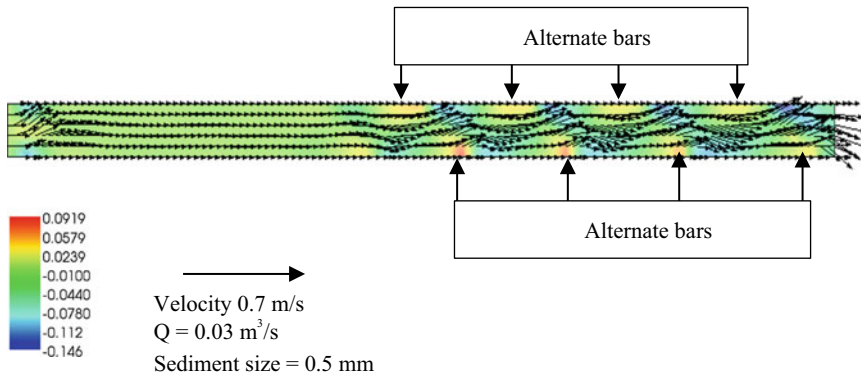 Alternate bars
Alternate bars
0.0919
0.0579
0.0239
-0.0100
-0.0440
-0.0780
-0.112
-0.146
Velocity 0.7 m/s
Q = 0.03 m³/s
Sediment size = 0.5 mm